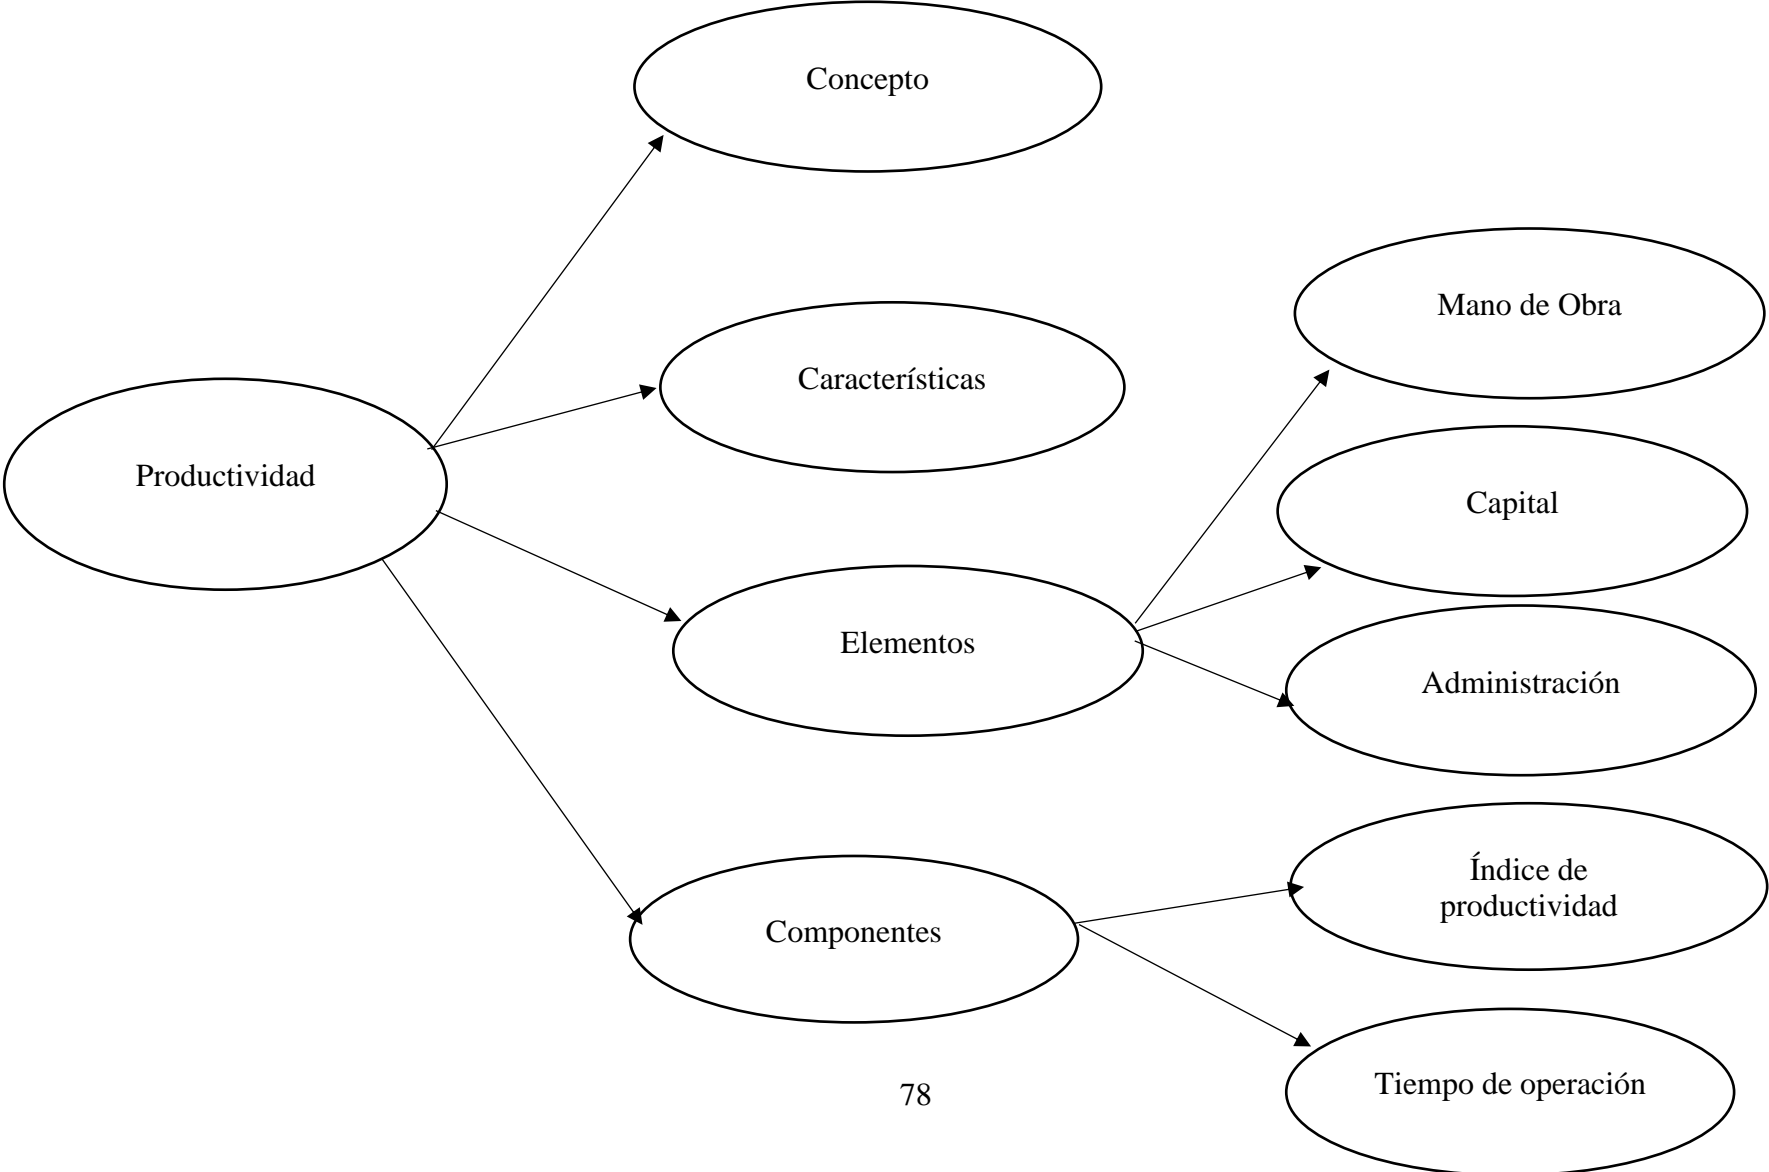 Concepto
Mano de Obra
Características
Productividad
Capital
Elementos
Administración
Índice de
productividad
Componentes
Tiempo de operación
78